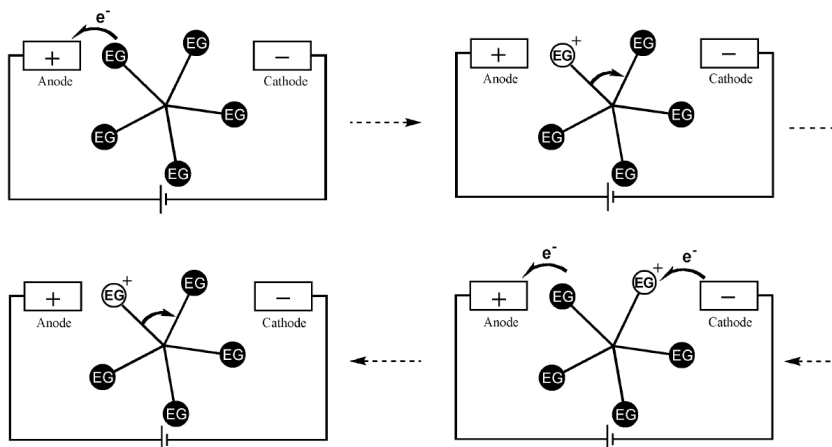 e-
+ EG EG −
Anode Cathode
EG EG
EG
+
+ EG EG −
Anode Cathode
EG EG
EG
+
+ EG EG −
Anode Cathode
EG EG
EG
e- + e-
+ EG EG −
Anode Cathode
EG EG
EG